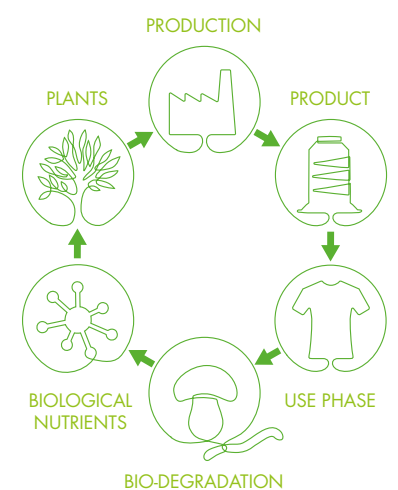 PRODUCTION
PLANTS
PRODUCT
BIOLOGICAL
NUTRIENTS
USE PHASE
BIO-DEGRADATION